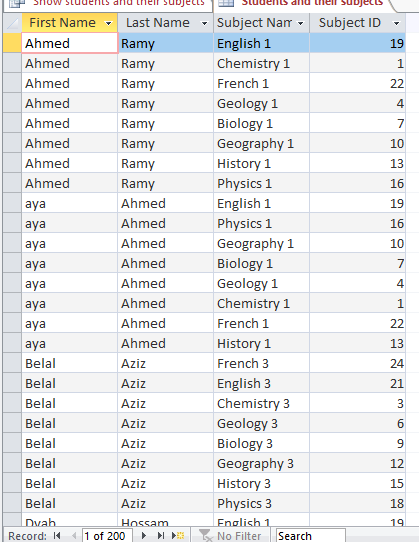 Show students and their subjects Students and their subjects
First Name Last Name Subject Nam Subject ID
Ahmed Ramy English 1 19
Ahmed Ramy Chemistry 1 1
Ahmed Ramy French 1 22
Ahmed Ramy Geology 1 4
Ahmed Ramy Biology 1 7
Ahmed Ramy Geography 1 10
Ahmed Ramy History 1 13
Ahmed Ramy Physics 1 16
aya Ahmed English 1 19
aya Ahmed Physics 1 16
aya Ahmed Geography 1 10
aya Ahmed Biology 1 7
aya Ahmed Geology 1 4
aya Ahmed Chemistry 1 1
aya Ahmed French 1 22
aya Ahmed History 1 13
Belal Aziz French 3 24
Belal Aziz English 3 21
Belal Aziz Chemistry 3 3
Belal Aziz Geology 3 6
Belal Aziz Biology 3 9
Belal Aziz Geography 3 12
Belal Aziz History 3 15
Belal Aziz Physics 3 18
Dyab Hossam English 1 19
Record: 1 of 200 No Filter Search